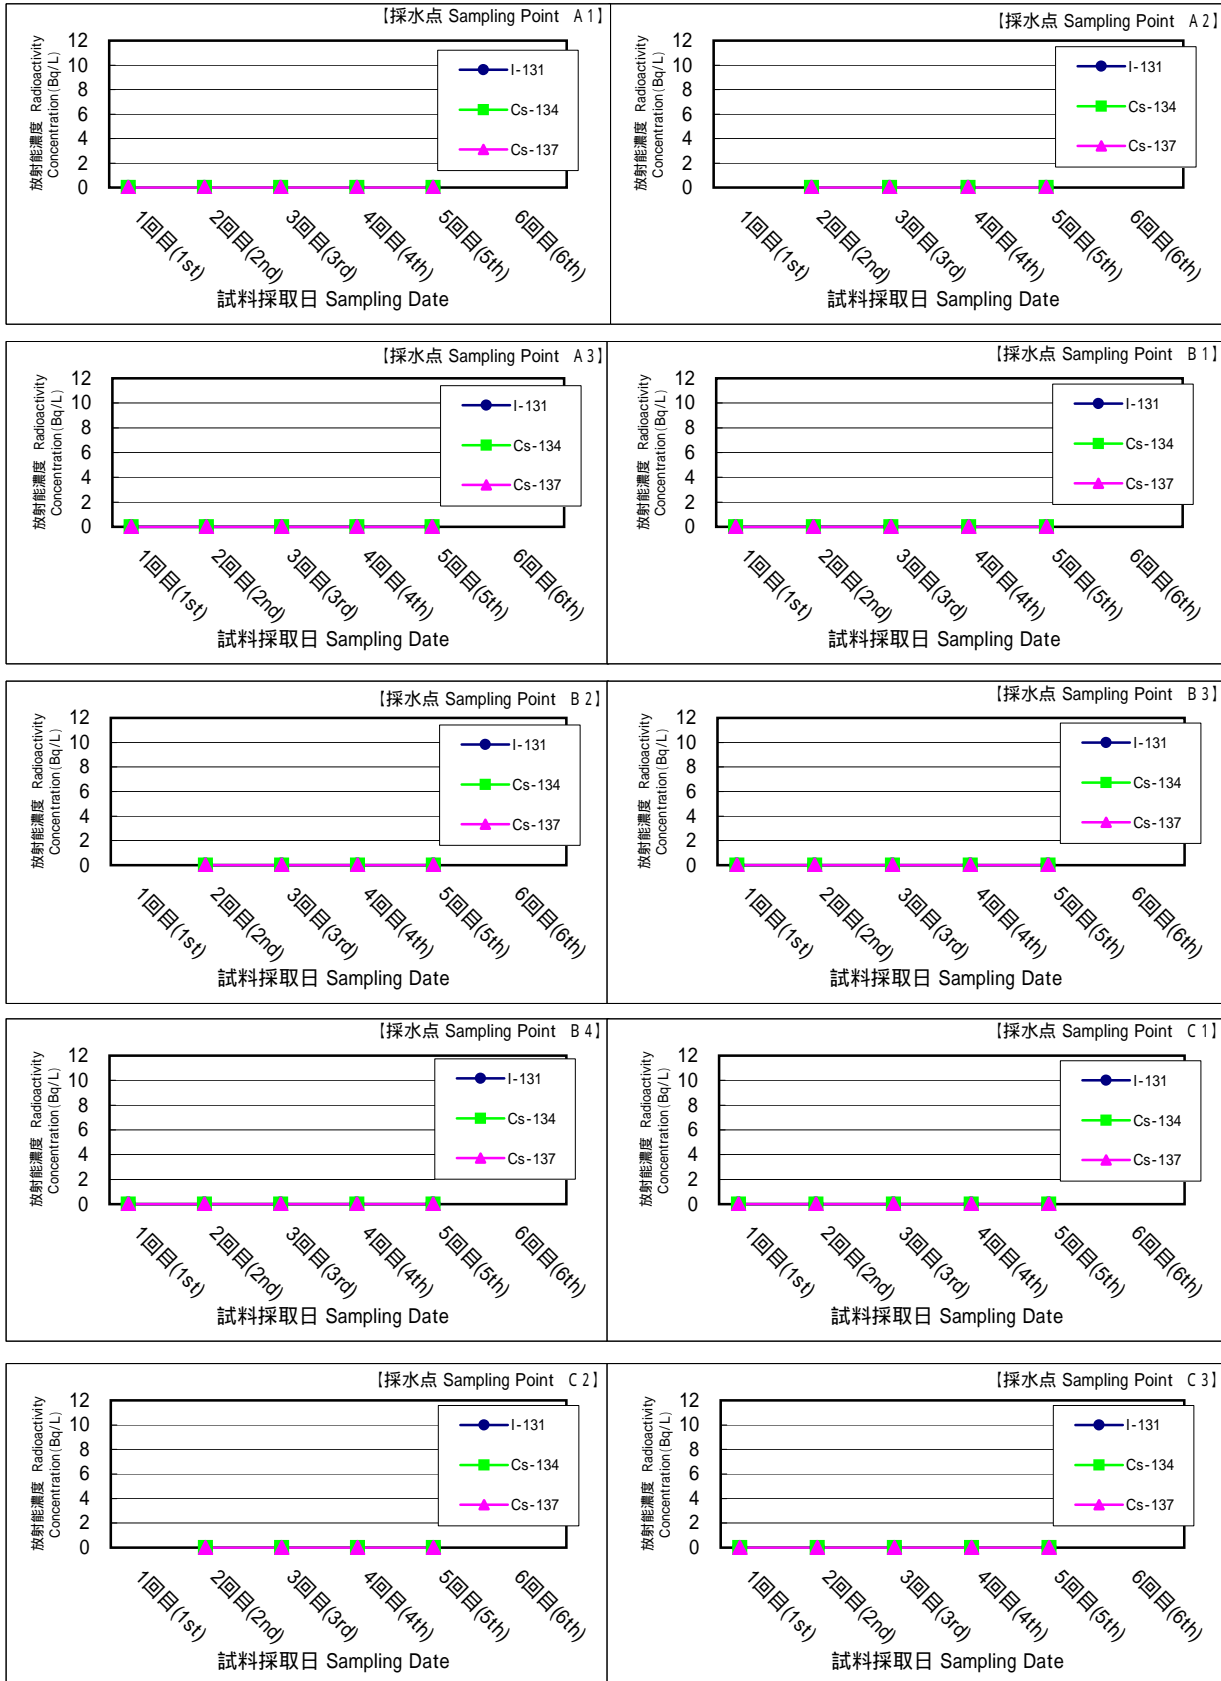 【採水点 Sampling Point A1】
放射能濃度 Radioactivity
Concentration(Bq/L)
12
10
8
6
4
2
0
I-131
Cs-134
Cs-137
1回目(1st)
2回目(2nd)
3回目(3rd)
4回目(4th)
5回目(5th)
6回目(6th)
試料採取日 Sampling Date
【採水点 Sampling Point A2】
放射能濃度 Radioactivity
Concentration(Bq/L)
12
10
8
6
4
2
0
I-131
Cs-134
Cs-137
1回目(1st)
2回目(2nd)
3回目(3rd)
4回目(4th)
5回目(5th)
6回目(6th)
試料採取日 Sampling Date
【採水点 Sampling Point A3】
放射能濃度 Radioactivity
Concentration(Bq/L)
12
10
8
6
4
2
0
I-131
Cs-134
Cs-137
1回目(1st)
2回目(2nd)
3回目(3rd)
4回目(4th)
5回目(5th)
6回目(6th)
試料採取日 Sampling Date
【採水点 Sampling Point B1】
放射能濃度 Radioactivity
Concentration(Bq/L)
12
10
8
6
4
2
0
I-131
Cs-134
Cs-137
1回目(1st)
2回目(2nd)
3回目(3rd)
4回目(4th)
5回目(5th)
6回目(6th)
試料採取日 Sampling Date
【採水点 Sampling Point B2】
放射能濃度 Radioactivity
Concentration(Bq/L)
12
10
8
6
4
2
0
I-131
Cs-134
Cs-137
1回目(1st)
2回目(2nd)
3回目(3rd)
4回目(4th)
5回目(5th)
6回目(6th)
試料採取日 Sampling Date
【採水点 Sampling Point B3】
放射能濃度 Radioactivity
Concentration(Bq/L)
12
10
8
6
4
2
0
I-131
Cs-134
Cs-137
1回目(1st)
2回目(2nd)
3回目(3rd)
4回目(4th)
5回目(5th)
6回目(6th)
試料採取日 Sampling Date
【採水点 Sampling Point B4】
放射能濃度 Radioactivity
Concentration(Bq/L)
12
10
8
6
4
2
0
I-131
Cs-134
Cs-137
1回目(1st)
2回目(2nd)
3回目(3rd)
4回目(4th)
5回目(5th)
6回目(6th)
試料採取日 Sampling Date
【採水点 Sampling Point C1】
放射能濃度 Radioactivity
Concentration(Bq/L)
12
10
8
6
4
2
0
I-131
Cs-134
Cs-137
1回目(1st)
2回目(2nd)
3回目(3rd)
4回目(4th)
5回目(5th)
6回目(6th)
試料採取日 Sampling Date
【採水点 Sampling Point C2】
放射能濃度 Radioactivity
Concentration(Bq/L)
12
10
8
6
4
2
0
I-131
Cs-134
Cs-137
1回目(1st)
2回目(2nd)
3回目(3rd)
4回目(4th)
5回目(5th)
6回目(6th)
試料採取日 Sampling Date
【採水点 Sampling Point C3】
放射能濃度 Radioactivity
Concentration(Bq/L)
12
10
8
6
4
2
0
I-131
Cs-134
Cs-137
1回目(1st)
2回目(2nd)
3回目(3rd)
4回目(4th)
5回目(5th)
6回目(6th)
試料採取日 Sampling Date